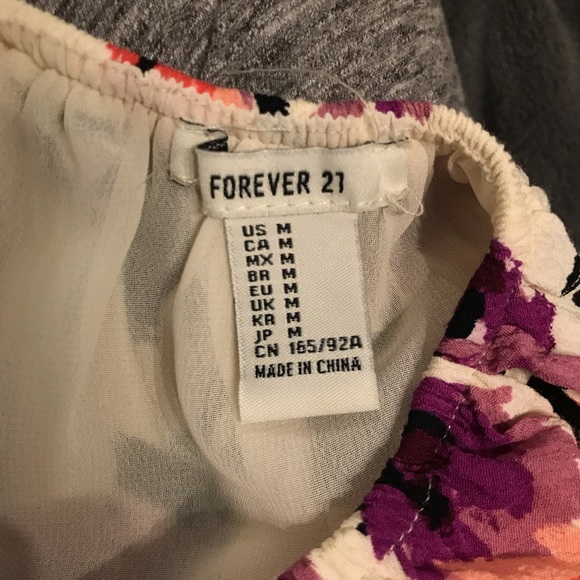 FOREVER 21
US M
CA M
MX M
BR M
EU M
UK M
KR M
JP M
CN 165/92A
MADE IN CHINA